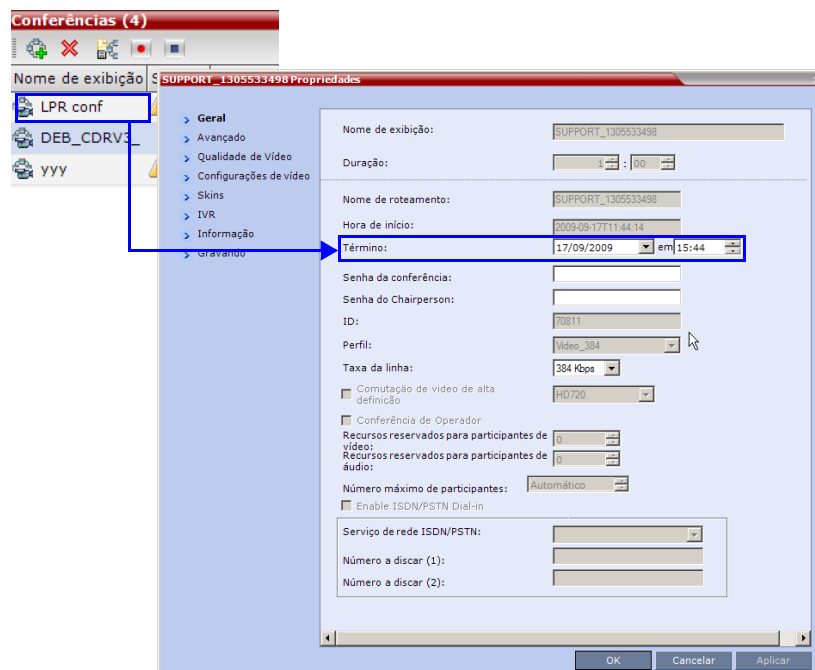 Conferências (4)
Nome de exibição S
LPR conf
DEB_CDRV3_
yyy
SUPPORT_1305533498 Propriedades
Geral
Avançado
Qualidade de Vídeo
Configurações de vídeo
Skins
IVR
Informação
Gravando
Nome de exibição: SUPPORT_1305533498
Duração: 1 : 00
Nome de roteamento: SUPPORT_1305533498
Hora de início: 2009-09-17T11:44:14
Término: 17/09/2009 em 15:44
Senha da conferência:
Senha do Chairperson:
ID: 70811
Perfil: Video_384
Taxa da linha: 384 Kbps
Comutação de video de alta
definicão HD720
Conferência de Operador
Recursos reservados para participantes de
vídeo: 0
Recursos reservados para participantes de
áudio: 0
Número máximo de participantes: Automático
Enable ISDN/PSTN Dial-in
Serviço de rede ISDN/PSTN:
Número a discar (1):
Número a discar (2):
OK Cancelar Aplicar